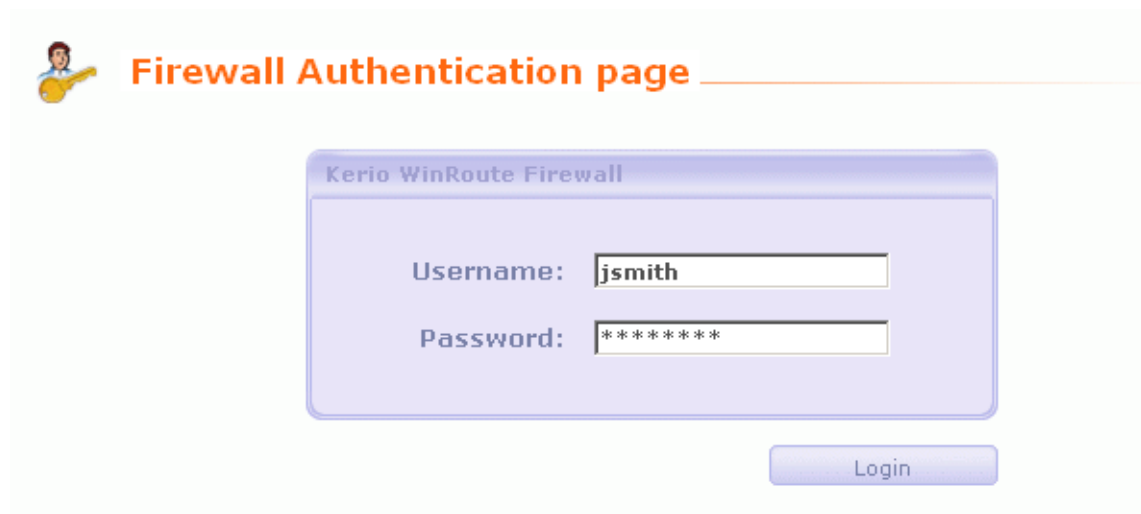 Firewall Authentication page
Kerio WinRoute Firewall
Username: jsmith
Password: ********
Login